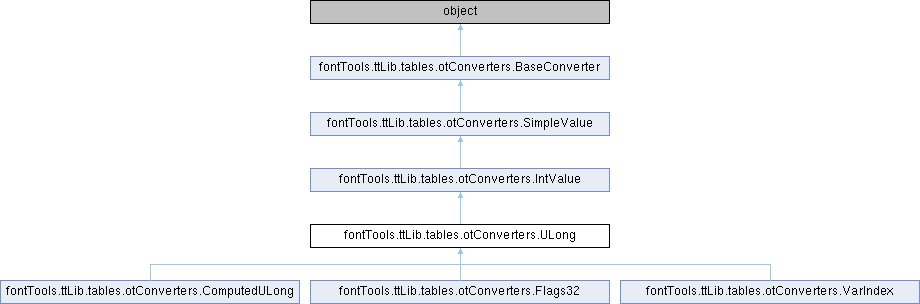 object
fontTools.ttLib.tables.otConverters.BaseConverter
fontTools.ttLib.tables.otConverters.SimpleValue
fontTools.ttLib.tables.otConverters.IntValue
fontTools.ttLib.tables.otConverters.ULong
fontTools.ttLib.tables.otConverters.ComputedULong
fontTools.ttLib.tables.otConverters.Flags32
fontTools.ttLib.tables.otConverters.VarIndex